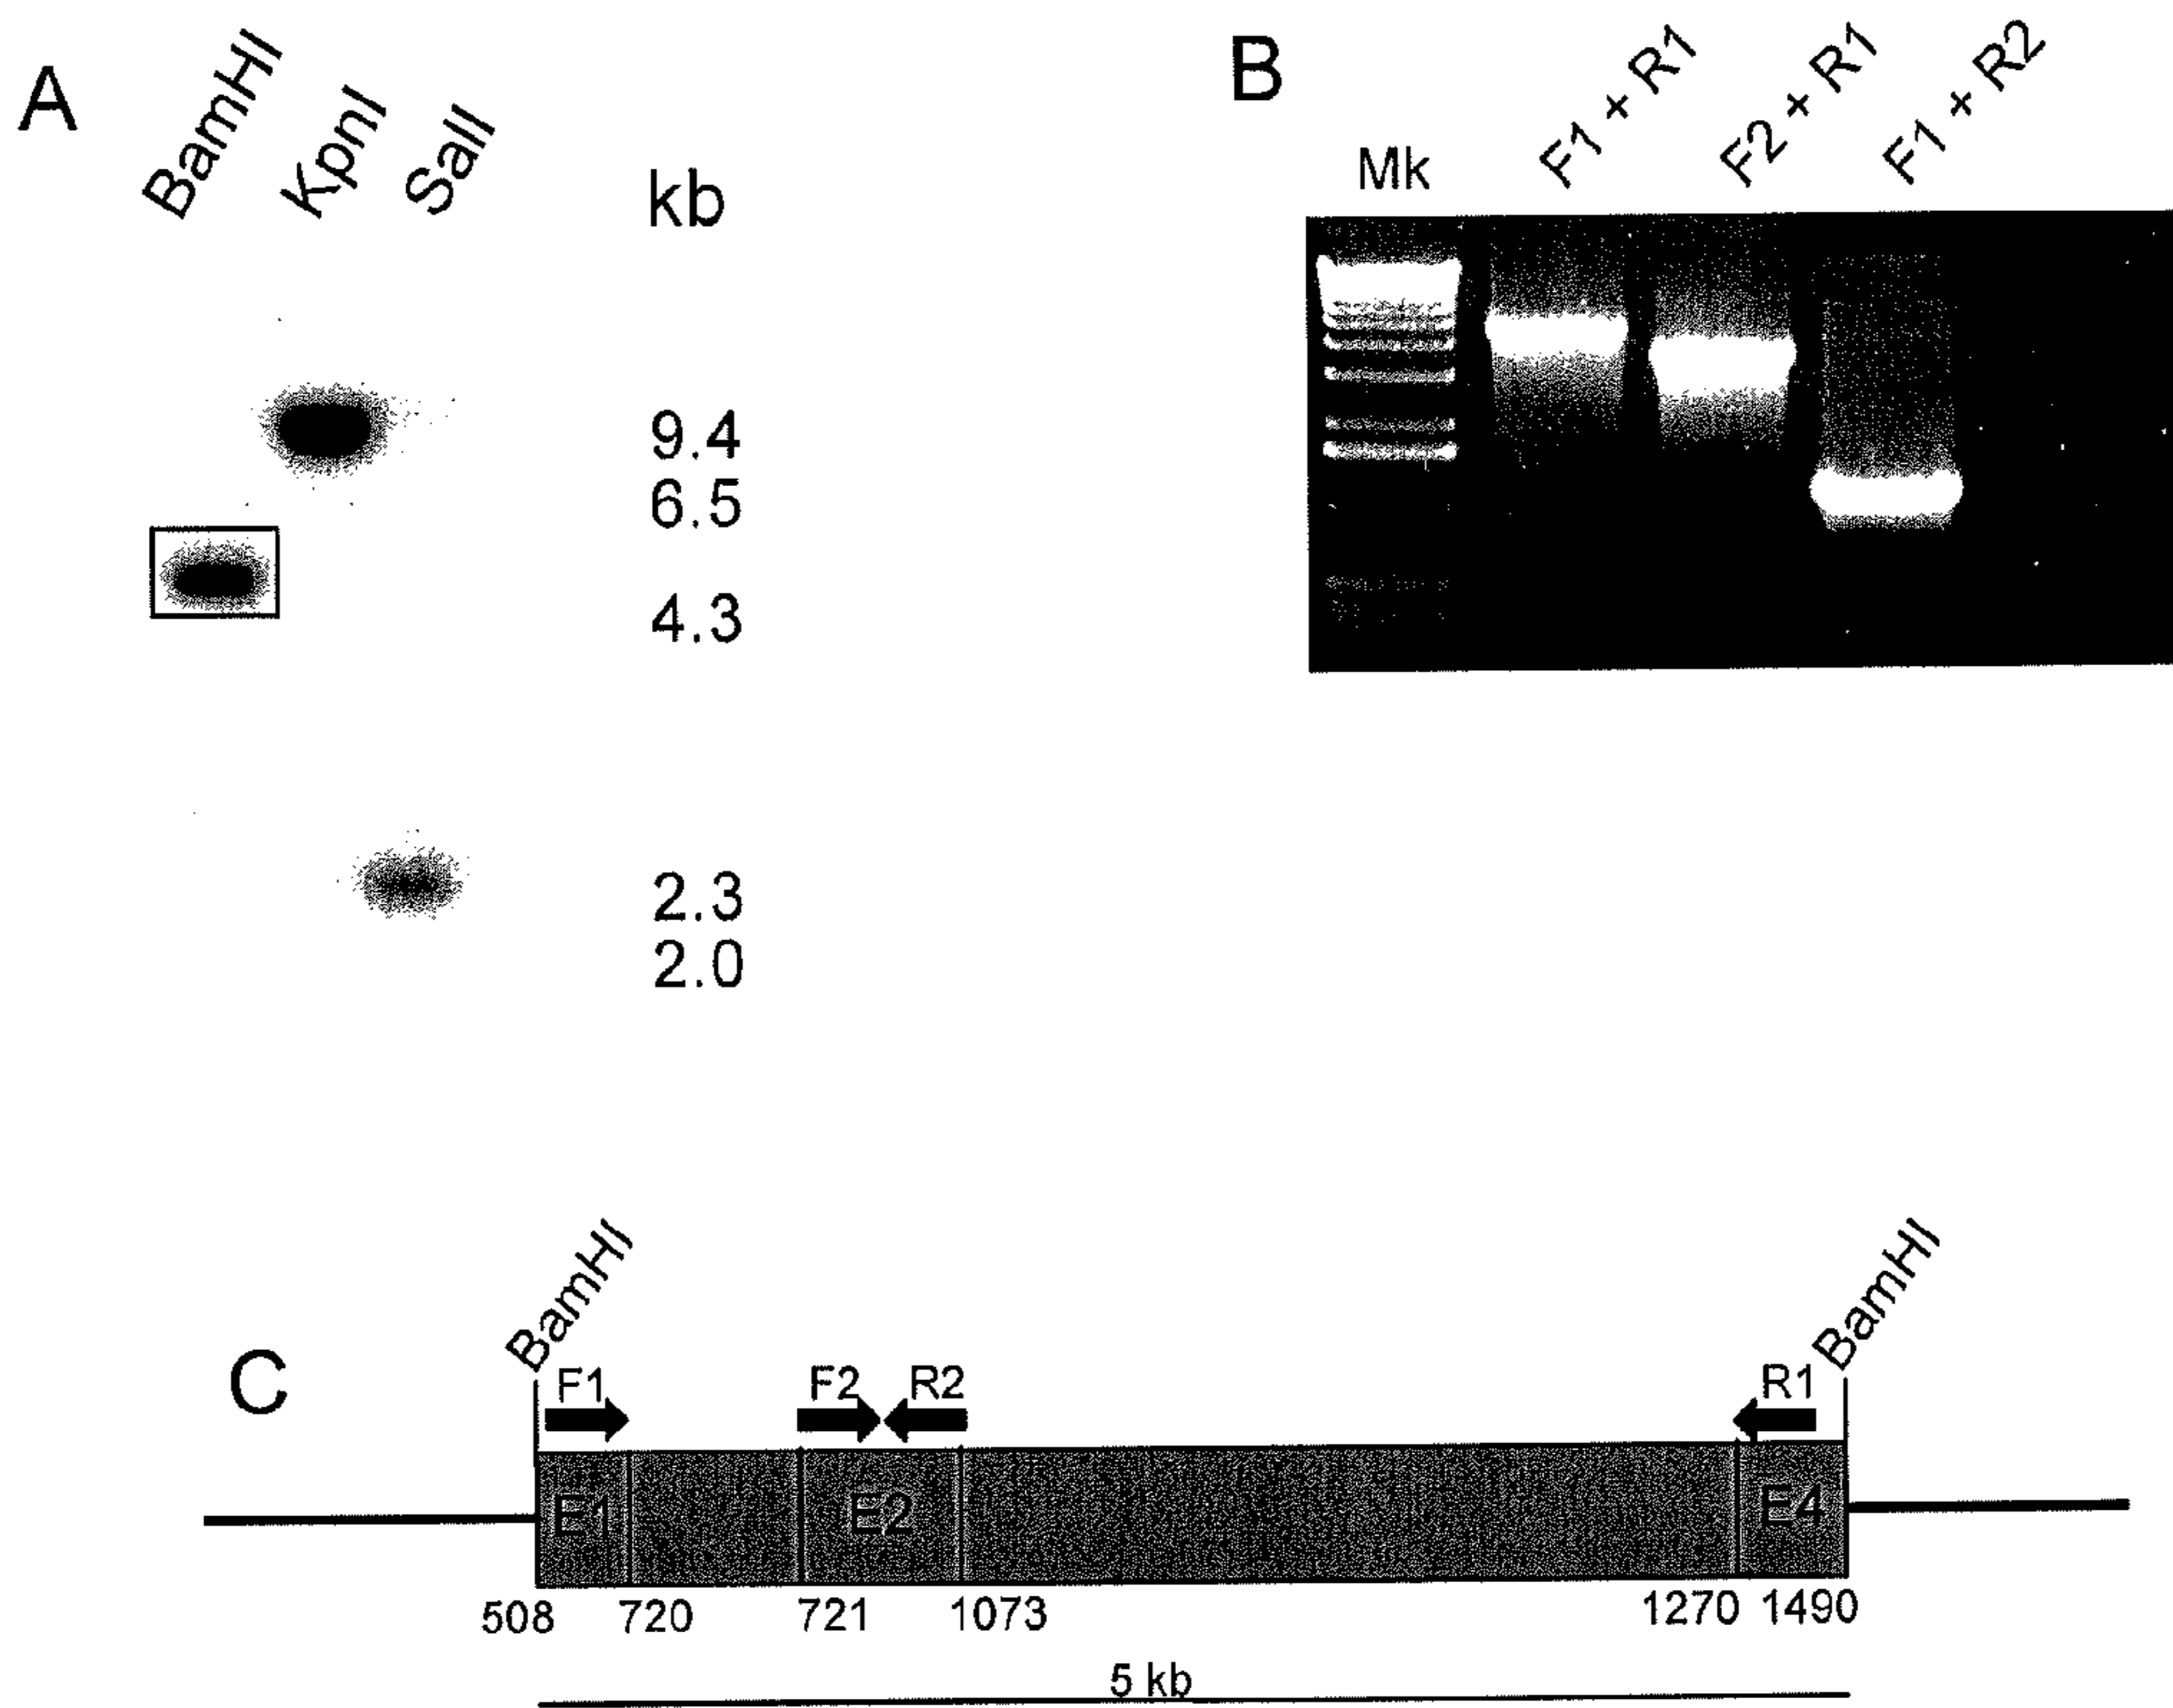 A
BamHI
KpnI
SalI
kb
9.4
6.5
4.3
2.3
2.0
B
Mk
F1 + R1
F2 + R1
F1 + R2
C
BamHI
BamHI
F1
F2
R2
R1
E1
E2
E4
508
720
721
1073
1270
1490
5 kb